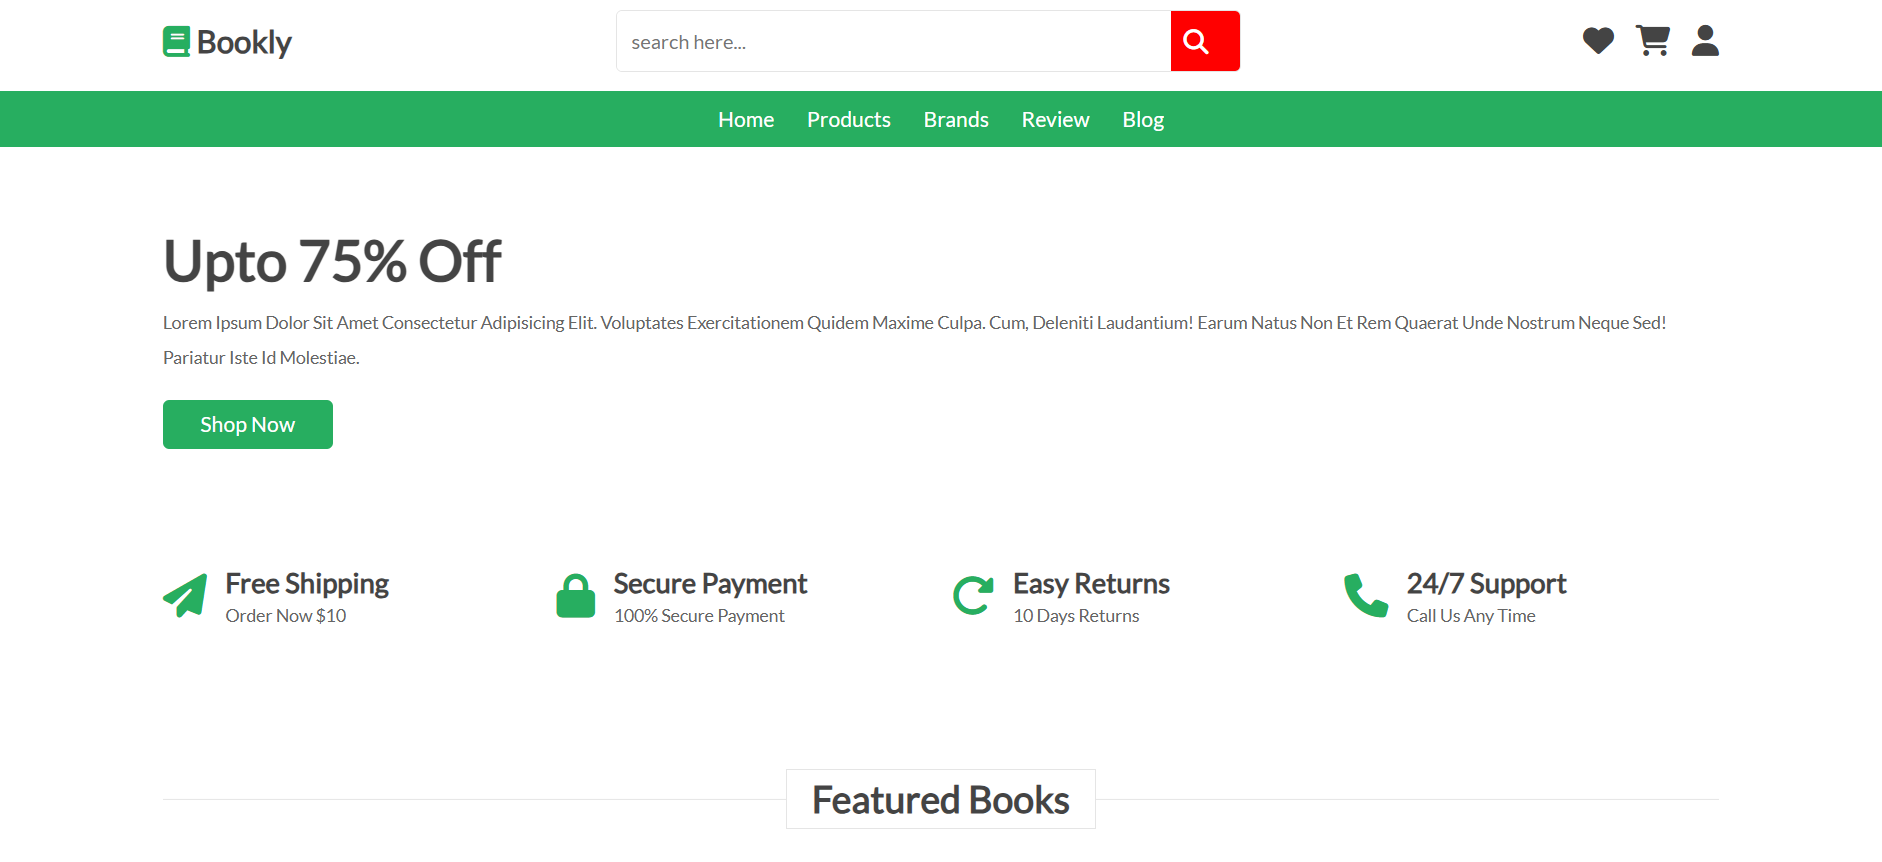 Bookly
search here...
Home Products Brands Review Blog
Upto 75% Off
Lorem Ipsum Dolor Sit Amet Consectetur Adipisicing Elit. Voluptates Exercitationem Quidem Maxime Culpa. Cum, Deleniti Laudantium! Earum Natus Non Et Rem Quaerat Unde Nostrum Neque Sed!
Pariatur Iste Id Molestiae.
Shop Now
Free Shipping
Order Now $10
Secure Payment
100% Secure Payment
Easy Returns
10 Days Returns
24/7 Support
Call Us Any Time
Featured Books